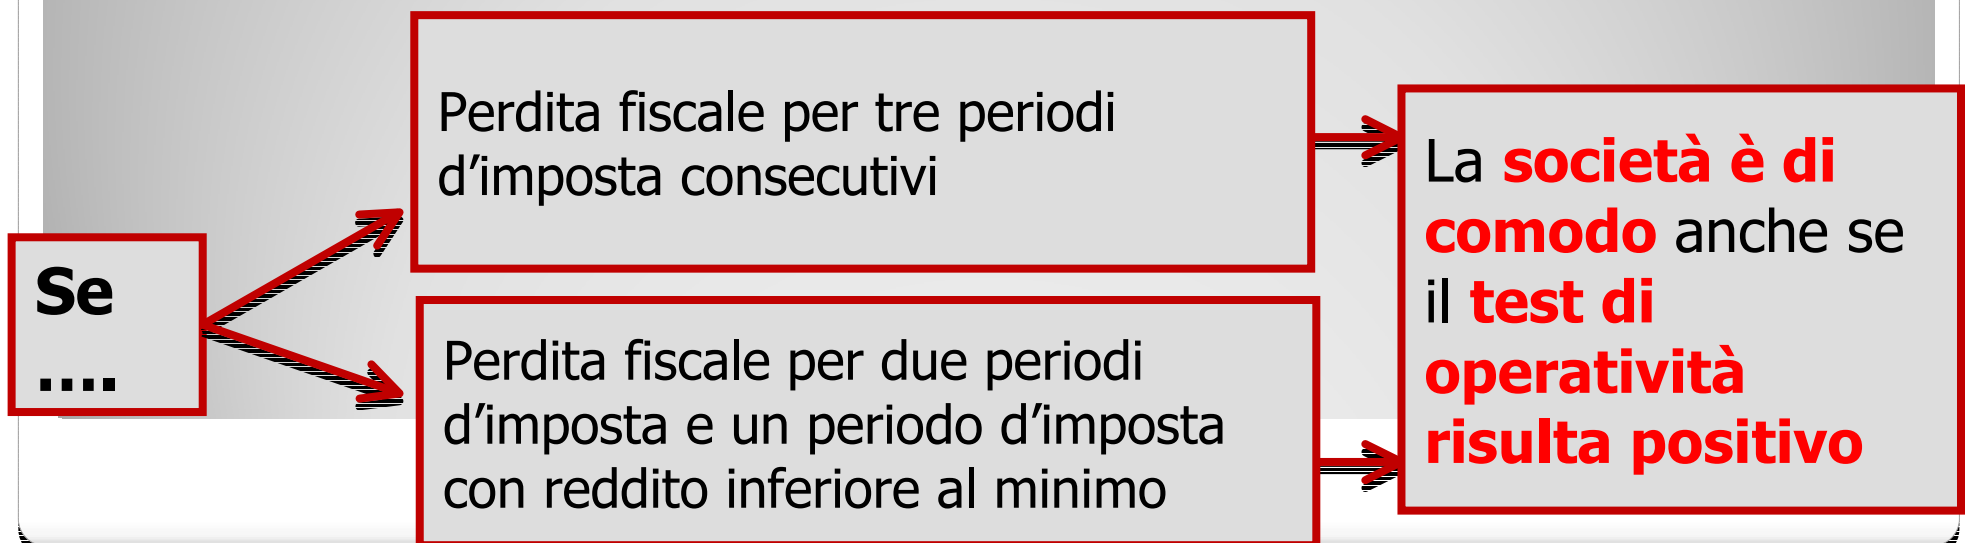 Se
....
Perdita fiscale per tre periodi
d’imposta consecutivi
Perdita fiscale per due periodi
d’imposta e un periodo d’imposta
con reddito inferiore al minimo
La società è di
comodo anche se
il test di
operatività
risulta positivo